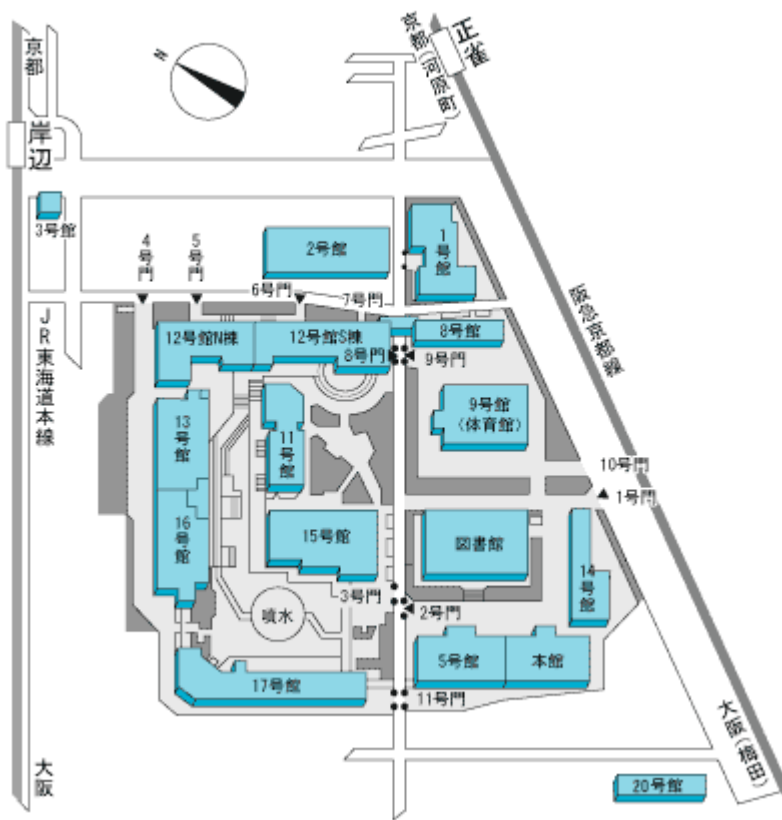 京都
岸辺
JR東海道本線
大阪
N
正雀
京都(河原町)
阪急京都線
大阪(梅田)
3号館
4号門
5号門
6号門
7号門
2号館
1号館
12号館N棟
12号館S棟
8号館
8号門
9号門
13号館
11号館
9号館
(体育館)
10号門
1号門
16号館
15号館
図書館
14号館
3号門
2号門
噴水
5号館
本館
17号館
11号門
20号館